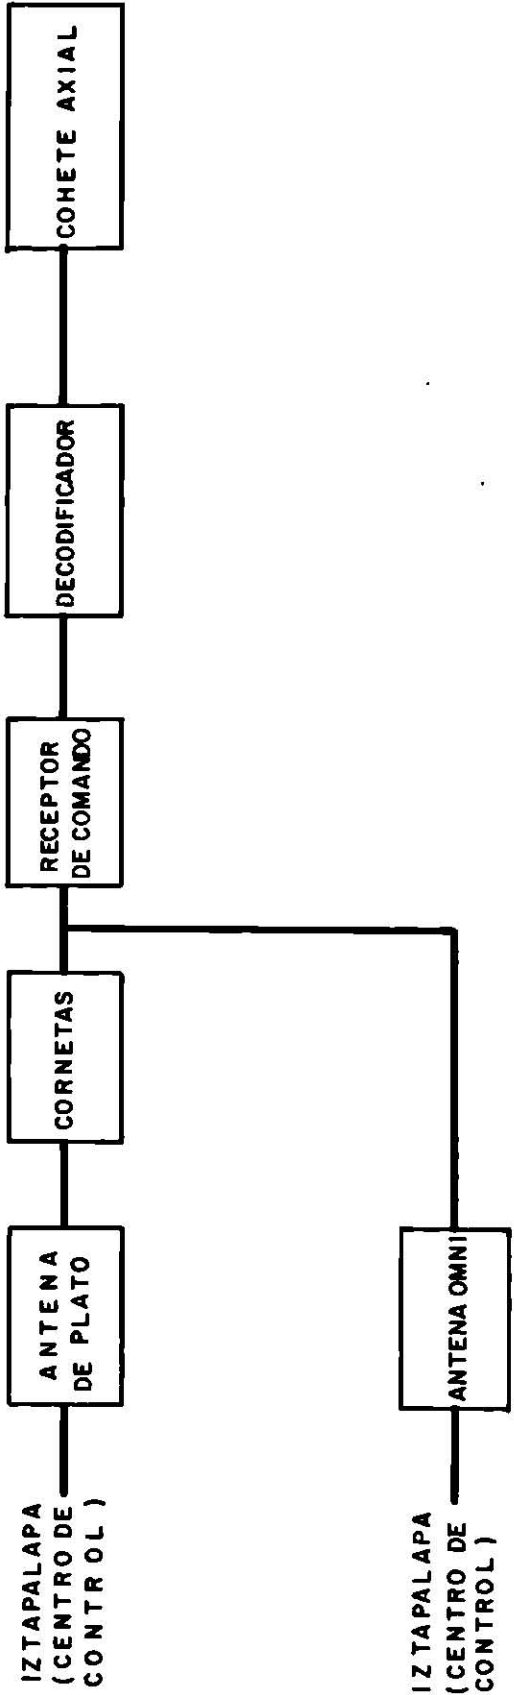 IZTAPALAPA
(CENTRO DE
CONTROL)
ANTENA
DE PLATO
CORNETAS
RECEPTOR
DE COMANDO
DECODIFICADOR
COHETE AXIAL
IZTAPALAPA
(CENTRO DE
CONTROL)
ANTENA OMNI